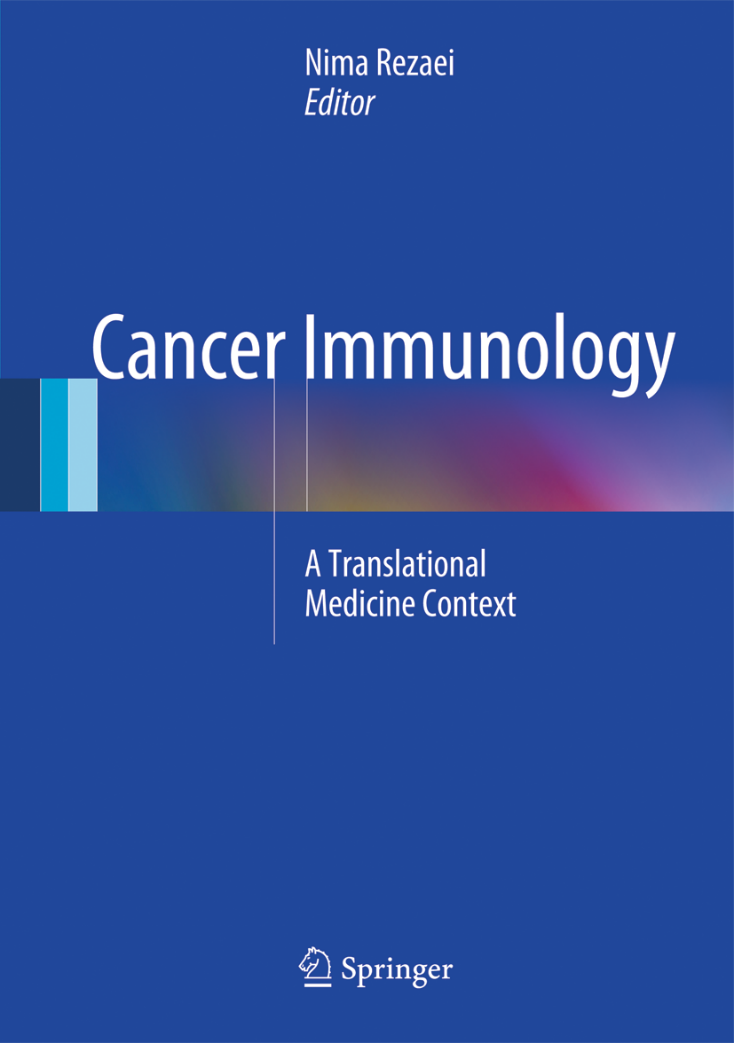 Nima Rezaei
Editor
Cancer Immunology
A Translational
Medicine Context
Springer